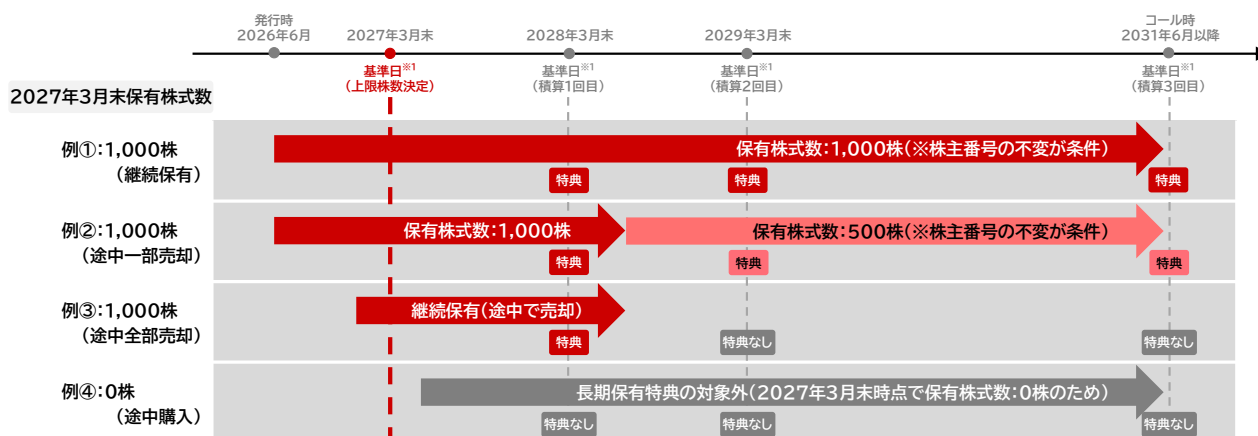 発行時
2026年6月
2027年3月末
2028年3月末
2029年3月末
コール時
2031年6月以降
基準日※1
(上限株数決定)
基準日※1
(積算1回目)
基準日※1
(積算2回目)
基準日※1
(積算3回目)
2027年3月末保有株式数
例①:1,000株
(継続保有)
保有株式数:1,000株(※株主番号の不変が条件)
特典
特典
特典
例②:1,000株
(途中一部売却)
保有株式数:1,000株
保有株式数:500株(※株主番号の不変が条件)
特典
特典
特典
例③:1,000株
(途中全部売却)
継続保有(途中で売却)
特典
特典なし
特典なし
例④:0株
(途中購入)
長期保有特典の対象外(2027年3月末時点で保有株式数:0株のため)
特典なし
特典なし
特典なし